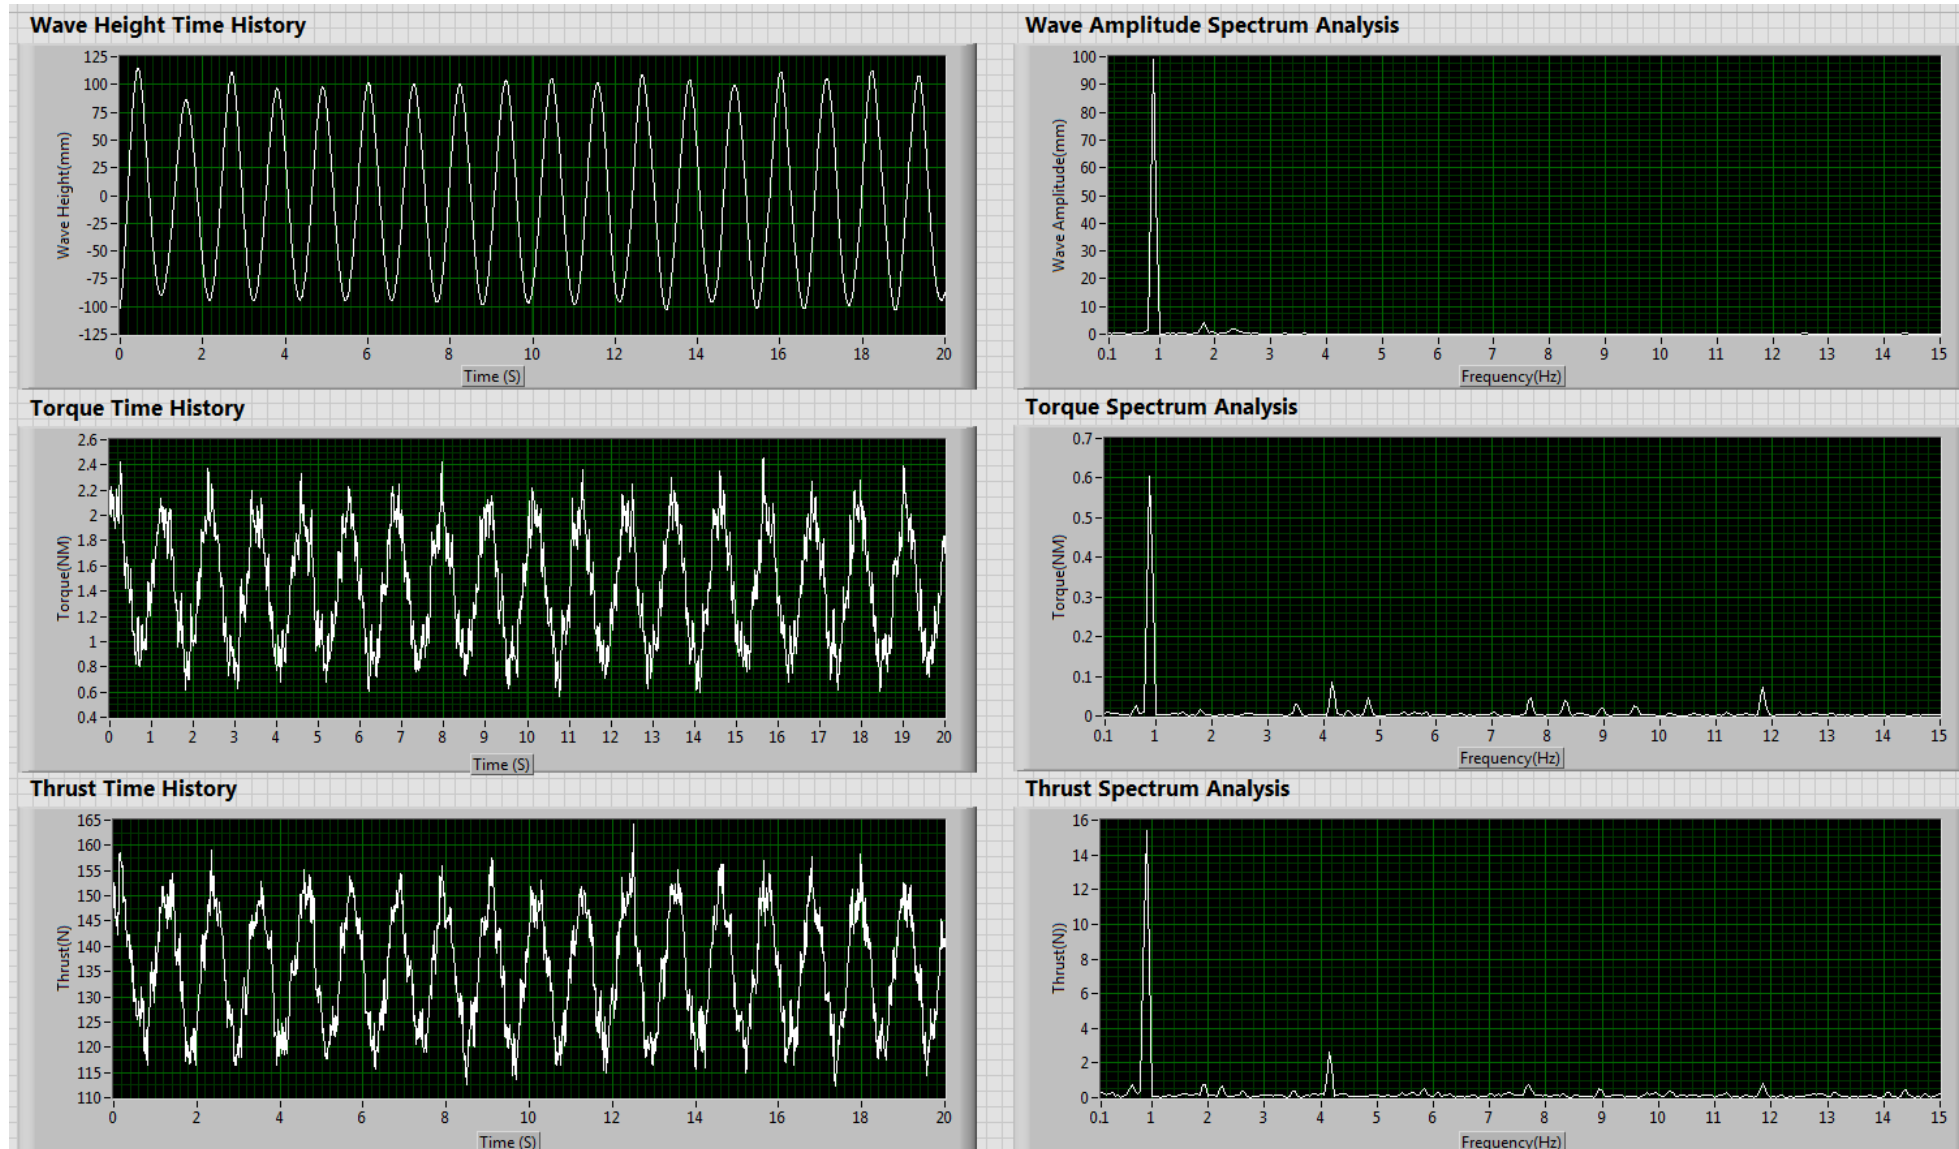 Wave Height Time History
Wave Height(mm)
125
100
75
50
25
0
-25
-50
-75
-100
-125
0 2 4 6 8 10 12 14 16 18 20
Time (S)
Wave Amplitude Spectrum Analysis
Wave Amplitude(mm)
100
90
80
70
60
50
40
30
20
10
0
0.1 1 2 3 4 5 6 7 8 9 10 11 12 13 14 15
Frequency(Hz)
Torque Time History
Torque(NM)
2.6
2.4
2.2
2
1.8
1.6
1.4
1.2
1
0.8
0.6
0.4
0 1 2 3 4 5 6 7 8 9 10 11 12 13 14 15 16 17 18 19 20
Time (S)
Torque Spectrum Analysis
Torque(NM)
0.7
0.6
0.5
0.4
0.3
0.2
0.1
0
0.1 1 2 3 4 5 6 7 8 9 10 11 12 13 14 15
Frequency(Hz)
Thrust Time History
Thrust(N)
165
160
155
150
145
140
135
130
125
120
115
110
0 2 4 6 8 10 12 14 16 18 20
Time (S)
Thrust Spectrum Analysis
Thrust(N))
16
14
12
10
8
6
4
2
0
0.1 1 2 3 4 5 6 7 8 9 10 11 12 13 14 15
Frequency(Hz)